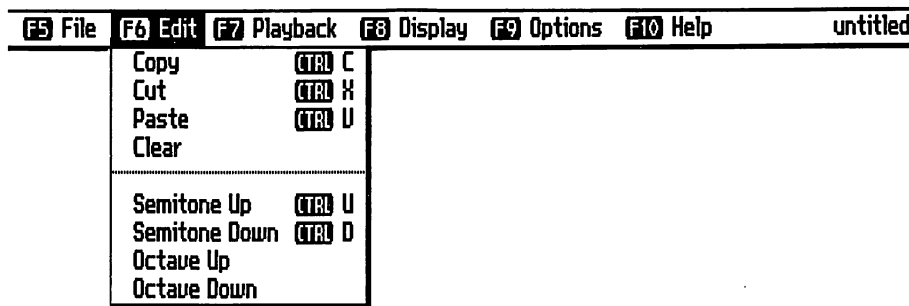 F5 File F6 Edit F7 Playback F8 Display F9 Options F10 Help untitled
Copy CTRL C
Cut CTRL X
Paste CTRL V
Clear
Semitone Up CTRL U
Semitone Down CTRL D
Octave Up
Octave Down